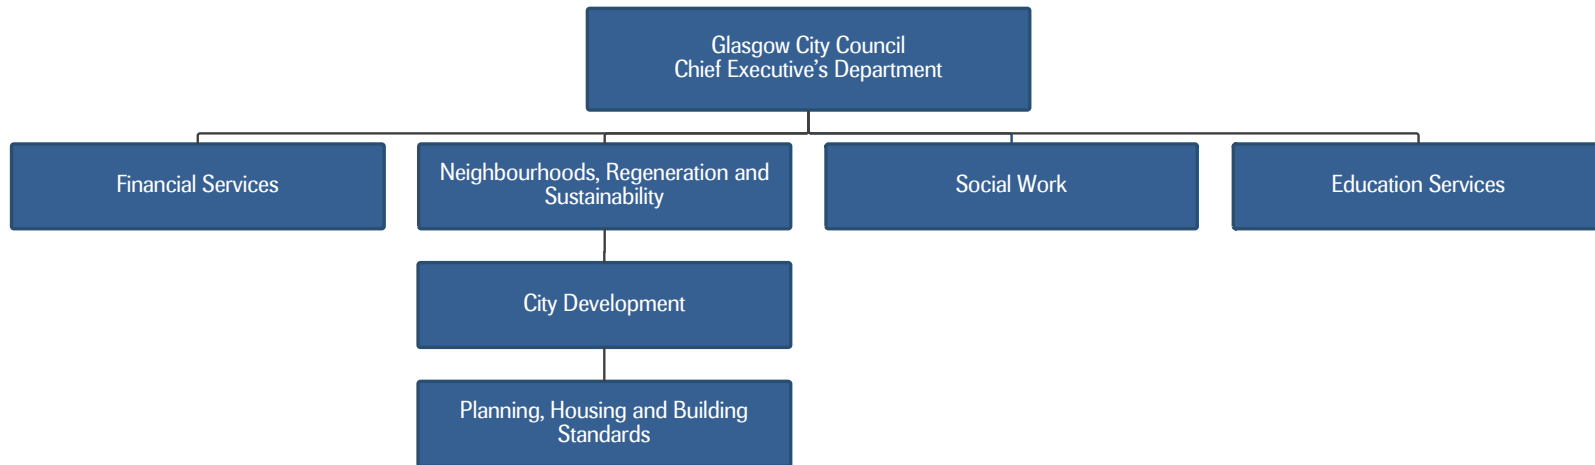 Glasgow City Council
Chief Executive’s Department
Financial Services
Neighbourhoods, Regeneration and
Sustainability
Social Work
Education Services
City Development
Planning, Housing and Building
Standards